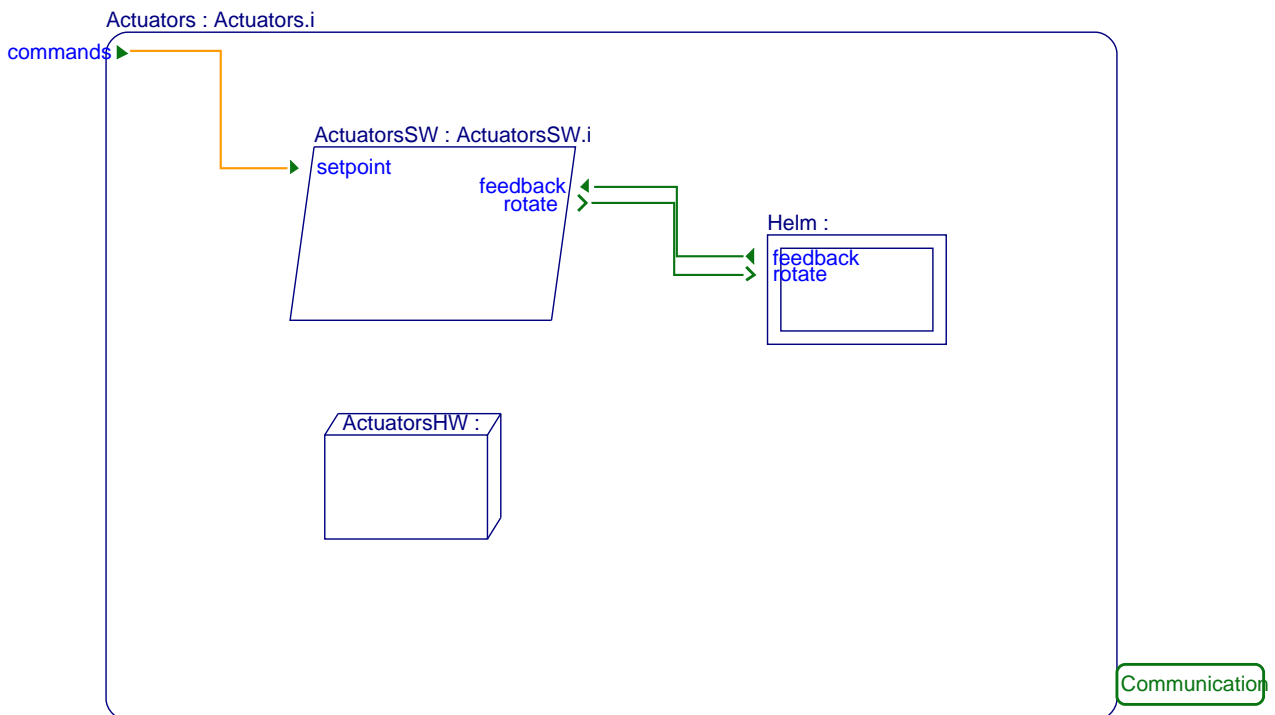 Actuators : Actuators.i
commands
ActuatorsSW : ActuatorsSW.i
setpoint
feedback
rotate
Helm :
feedback
rotate
ActuatorsHW :
Communication